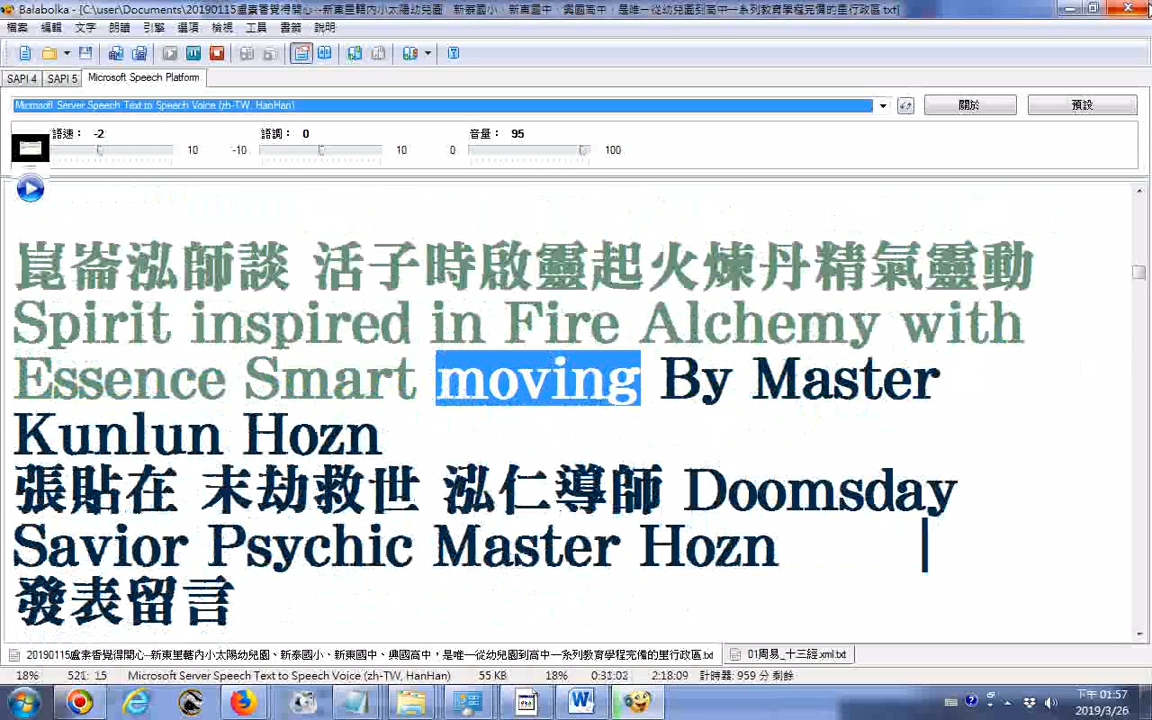 Balabolka - [C:\user\Documents\20190115盧素香覺得開心--新東里轄內小太陽幼兒園、新泰國小、新東國中、興國高中，是唯一從幼兒園到高中一系列教育學程完備的里行政區.txt]
檔案 編輯 文字 朗讀 引擎 選項 檢視 工具 書籤 說明
SAPI 4 SAPI 5 Microsoft Speech Platform
Microsoft Server Speech Text to Speech Voice (zh-TW, HanHan) 關於 預設
語速： -2 語調： 0 音量： 95
10 -10 10 0 100
崑崙泓師談 活子時啟靈起火煉丹精氣靈動
Spirit inspired in Fire Alchemy with
Essence Smart moving By Master
Kunlun Hozn
張貼在 末劫救世 泓仁導師 Doomsday
Savior Psychic Master Hozn
發表留言
20190115盧素香覺得開心--新東里轄內小太陽幼兒園、新泰國小、新東國中、興國高中，是唯一從幼兒園到高中一系列教育學程完備的里行政區.txt 01周易_十三經.xml.txt
18% 521: 15 Microsoft Server Speech Text to Speech Voice (zh-TW, HanHan) 55 KB 18% 0:31:02 2:18:09 計時器: 959 分 剩餘
下午 01:57
2019/3/26